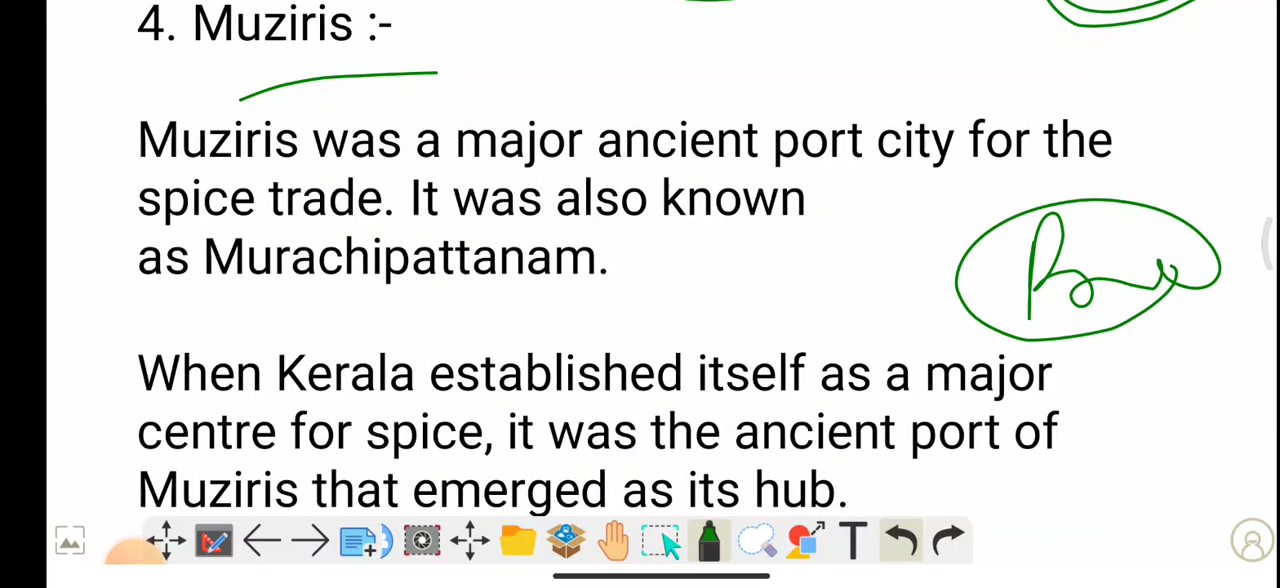 4. Muziris :-
Muziris was a major ancient port city for the
spice trade. It was also known
as Murachipattanam.
When Kerala established itself as a major
centre for spice, it was the ancient port of
Muziris that emerged as its hub.